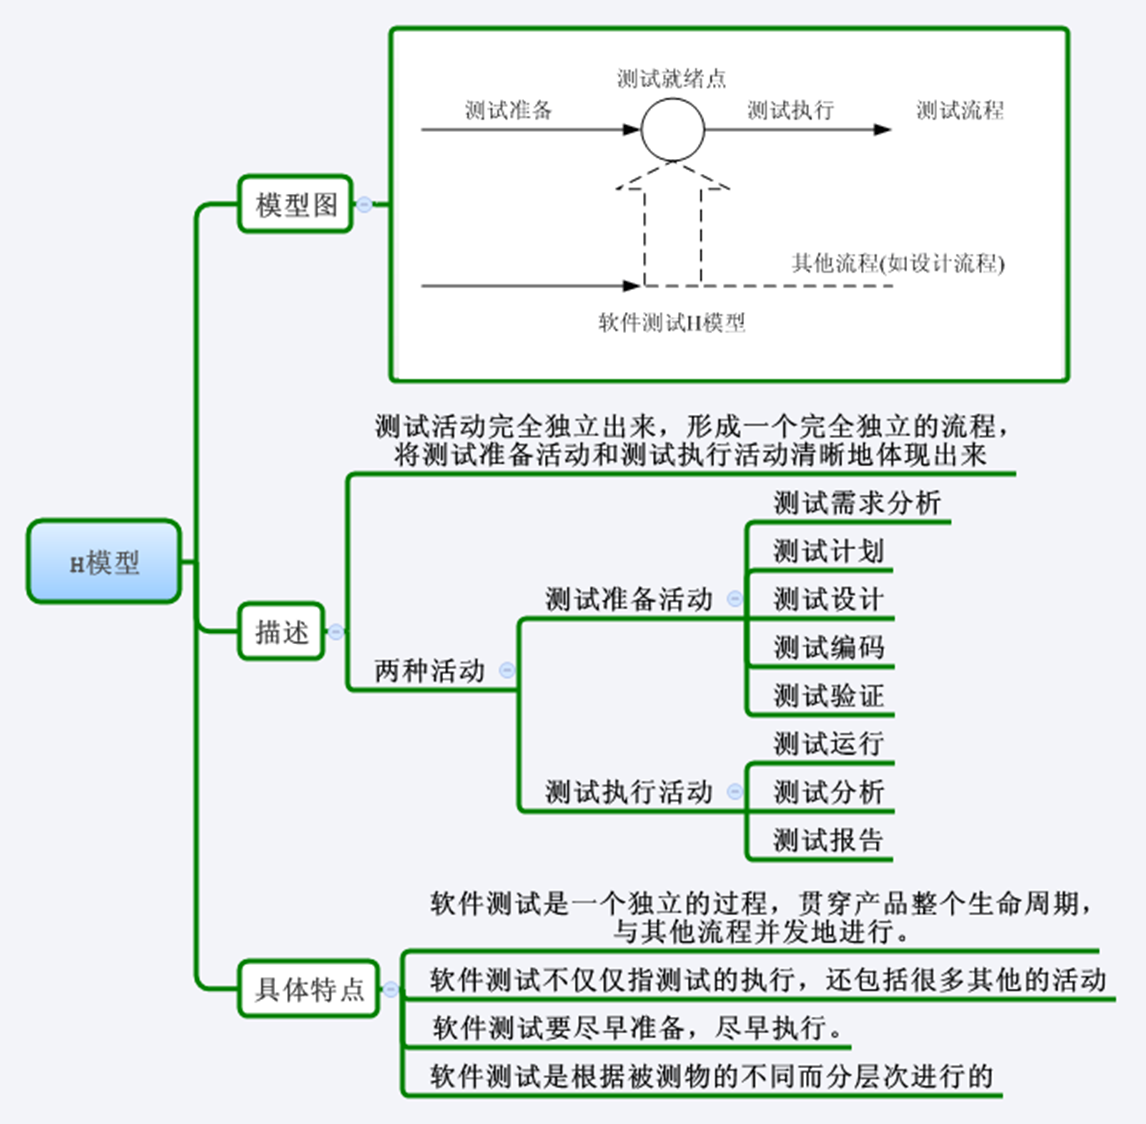 测试就绪点
测试准备
测试执行
测试流程
模型图
其他流程(如设计流程)
软件测试H模型
测试活动完全独立出来，形成一个完全独立的流程，
将测试准备活动和测试执行活动清晰地体现出来
测试需求分析
H模型
测试计划
测试准备活动
测试设计
描述
测试编码
两种活动
测试验证
测试运行
测试执行活动
测试分析
测试报告
软件测试是一个独立的过程，贯穿产品整个生命周期，
与其他流程并发地进行。
具体特点
软件测试不仅仅指测试的执行，还包括很多其他的活动
软件测试要尽早准备，尽早执行。
软件测试是根据被测物的不同而分层次进行的